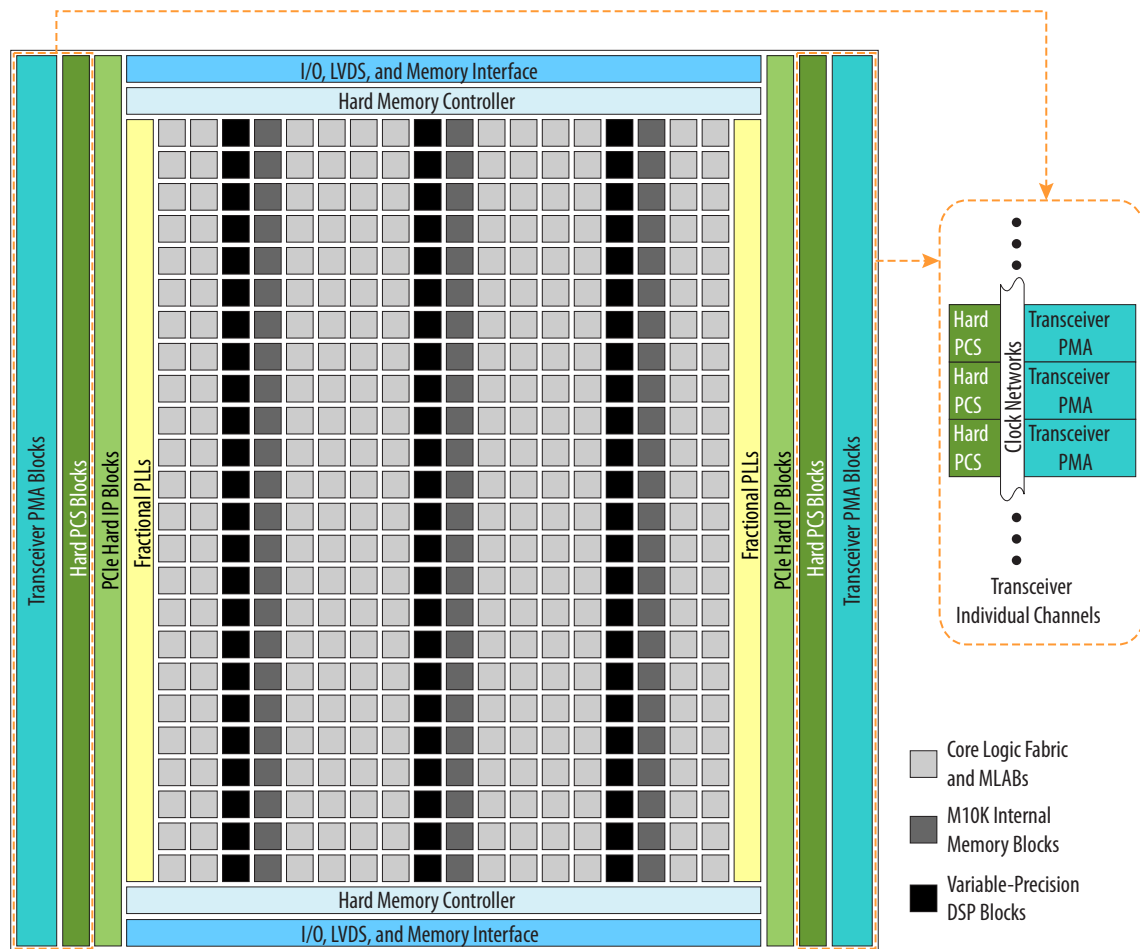 I/O, LVDS, and Memory Interface
Hard Memory Controller
Transceiver PMA Blocks
Hard PCS Blocks
PCIe Hard IP Blocks
Fractional PLLs
Fractional PLLs
PCIe Hard IP Blocks
Hard PCS Blocks
Transceiver PMA Blocks
Hard Memory Controller
I/O, LVDS, and Memory Interface
Hard
PCS
Hard
PCS
Hard
PCS
Clock Networks
Transceiver
PMA
Transceiver
PMA
Transceiver
PMA
Transceiver
Individual Channels
Core Logic Fabric
and MLABs
M10K Internal
Memory Blocks
Variable-Precision
DSP Blocks